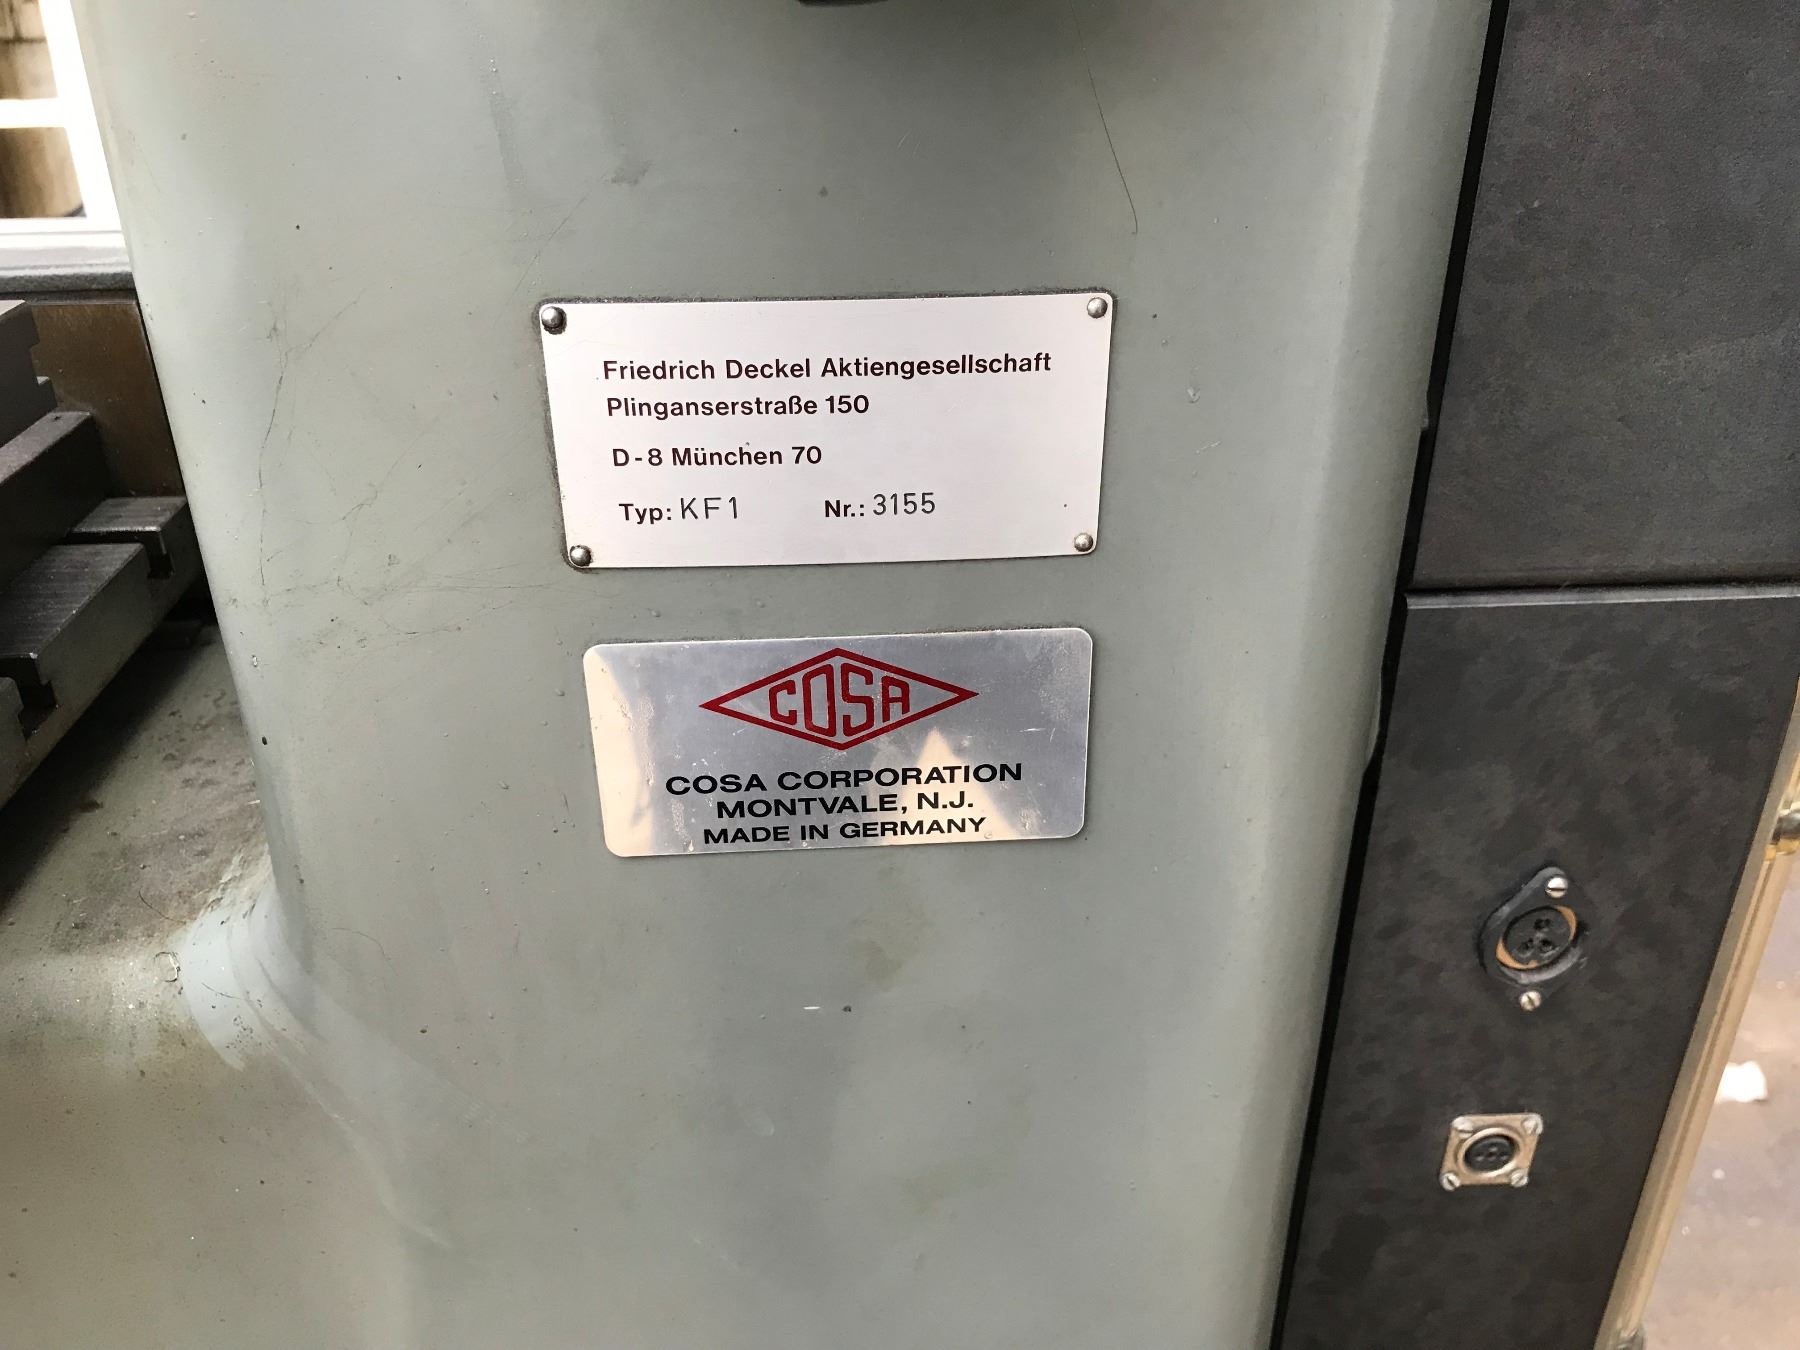 Friedrich Deckel Aktiengesellschaft
Plinganserstraße 150
D-8 München 70
Typ: KF1 Nr.: 3155
COSA
COSA CORPORATION
MONTVALE, N.J.
MADE IN GERMANY